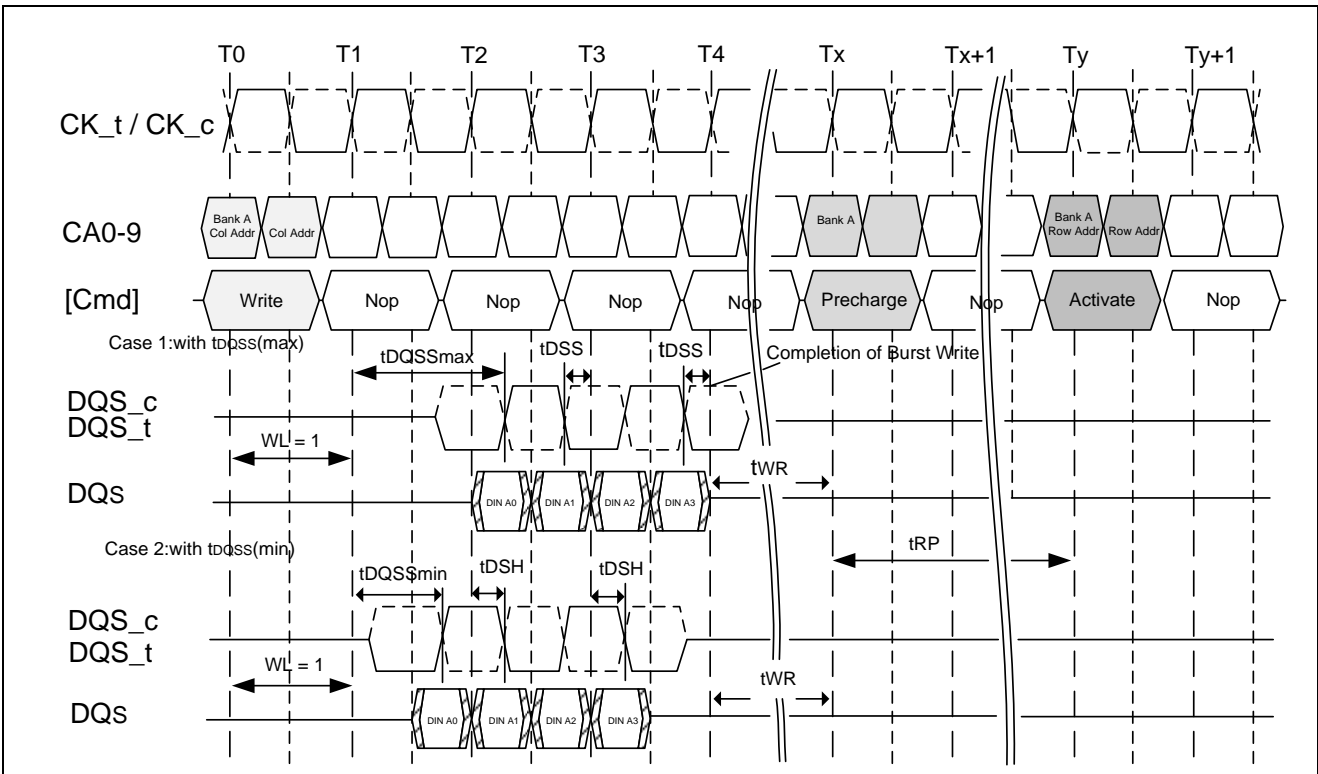 T0 T1 T2 T3 T4 Tx Tx+1 Ty Ty+1
CK_t / CK_c
CA0-9
Bank A
Col Addr
Col Addr
Bank A
Bank A
Row Addr
Row Addr
[Cmd]
Write Nop Nop Nop Nop Precharge Nop Activate Nop
Case 1:with tDQSS(max)
tDQSSmax tDSS tDSS Completion of Burst Write
DQS_c
DQS_t
WL = 1
tWR
DQs
DIN A0 DIN A1 DIN A2 DIN A3
Case 2:with tDQSS(min)
tRP
tDQSSmin tDSH tDSH
DQS_c
DQS_t
WL = 1
tWR
DQs
DIN A0 DIN A1 DIN A2 DIN A3